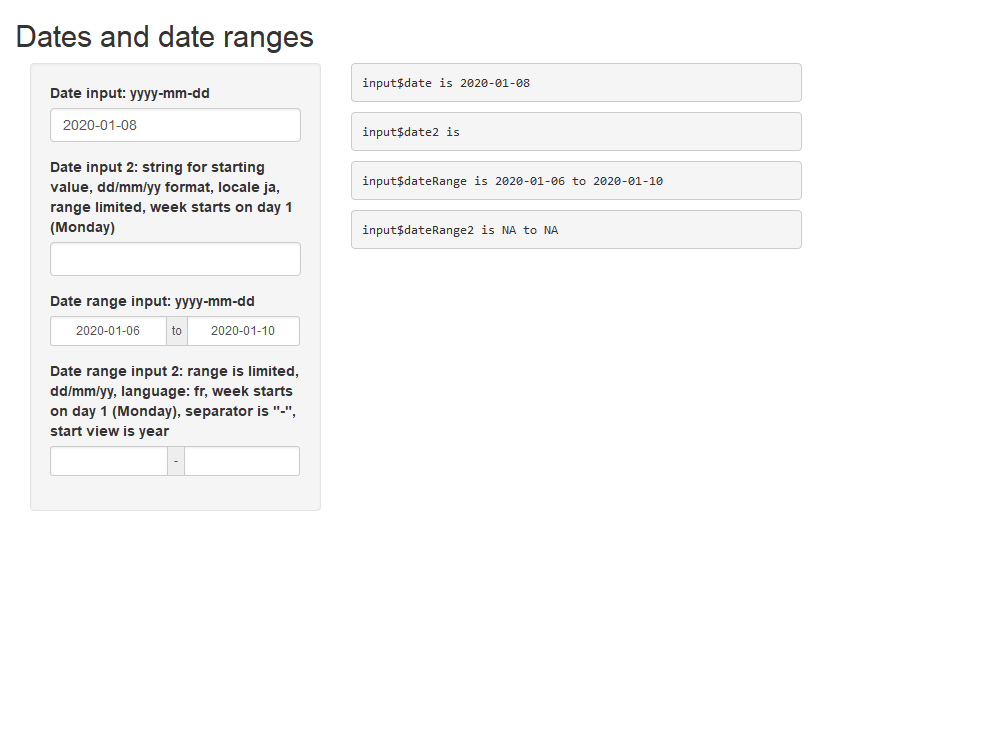 Dates and date ranges
Date input: yyyy-mm-dd
2020-01-08
Date input 2: string for starting
value, dd/mm/yy format, locale ja,
range limited, week starts on day 1
(Monday)
Date range input: yyyy-mm-dd
2020-01-06 to 2020-01-10
Date range input 2: range is limited,
dd/mm/yy, language: fr, week starts
on day 1 (Monday), separator is "-",
start view is year
-
input$date is 2020-01-08
input$date2 is
input$dateRange is 2020-01-06 to 2020-01-10
input$dateRange2 is NA to NA